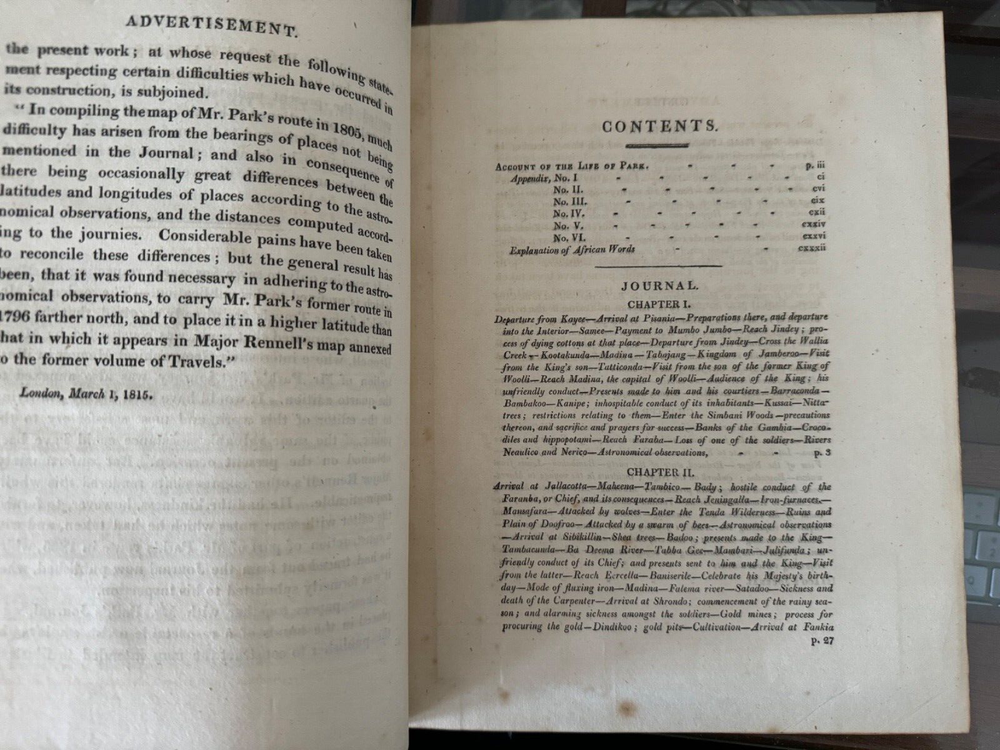 ADVERTISEMENT.
the present work; at whose request the following state-
ment respecting certain difficulties which have occurred in
its construction, is subjoined.
"In compiling the map of Mr. Park's route in 1805, much
difficulty has arisen from the bearings of places not being
mentioned in the Journal; and also in consequence of
there being occasionally great differences between the
latitudes and longitudes of places according to the astro-
nomical observations, and the distances computed accord-
ing to the journies. Considerable pains have been taken
to reconcile these differences; but the general result has
been, that it was found necessary in adhering to the astro-
nomical observations, to carry Mr. Park's former route in
1796 farther north, and to place it in a higher latitude than
that in which it appears in Major Rennell's map annexed
to the former volume of Travels."
London, March 1, 1815.
CONTENTS.
ACCOUNT OF THE LIFE OF PARK. - - - p. iii
Appendix, No. I - - - - - ci
No. II. - - - - - cvi
No. III. - - - - - cix
No. IV. - - - - - cxii
No. V. - - - - - cxxiv
No. VI. - - - - - cxxvi
Explanation of African Words - - cxxxii
JOURNAL.
CHAPTER I.
Departure from Kayee—Arrival at Pisania—Preparations there, and departure
into the Interior—Samee—Payment to Mumbo Jumbo—Reach Jindey; pro-
cess of dying cottons at that place—Departure from Jindey—Cross the Wallia
Creek—Kootakunda—Madina—Tabajang—Kingdom of Jamberoo—Visit
from the King's son—Tatticonda—Visit from the son of the former King of
Woolli—Reach Madina, the capital of Woolli—Audience of the King; his
unfriendly conduct—Presents made to him and his courtiers—Barraconda—
Bambakoo—Kanipe; inhospitable conduct of its inhabitants—Kussai—Nitta-
trees; restrictions relating to them—Enter the Simbani Woods—precautions
thereon, and sacrifice and prayers for success—Banks of the Gambia—Croco-
diles and hippopotami—Reach Faraba—Loss of one of the soldiers—Rivers
Neaulico and Nerico—Astronomical observations, - - p. 3
CHAPTER II.
Arrival at Jallacotta—Maheena—Tambico—Bady; hostile conduct of the
Faranba, or Chief, and its consequences—Reach Jeningalla—Iron-furnaces.—
Mansafara—Attacked by wolves—Enter the Tenda Wilderness—Ruins and
Plain of Doofroo—Attacked by a swarm of bees—Astronomical observations
—Arrival at Sibikillin—Shea trees—Badoo; presents made to the King—
Tambacunda—Ba Deema River—Tabba Gee—Mambari—Julifunda; un-
friendly conduct of its Chief; and presents sent to him and the King—Visit
from the latter—Reach Eercella—Baniserile—Celebrate his Majesty's birth-
day—Mode of fluxing iron—Madina—Falema river—Satadoo—Sickness and
death of the Carpenter—Arrival at Shrondo; commencement of the rainy sea-
son; and alarming sickness amongst the soldiers—Gold mines; process for
procuring the gold—Dindikoo; gold pits—Cultivation—Arrival at Fankia
p. 27